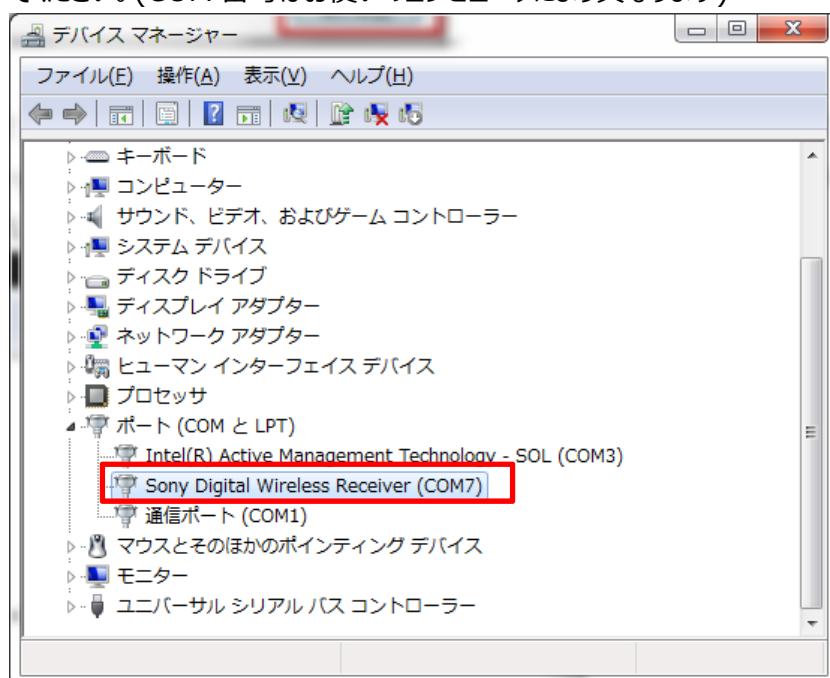 デバイス マネージャー
ファイル(F) 操作(A) 表示(V) ヘルプ(H)
キーボード
コンピューター
サウンド、ビデオ、およびゲーム コントローラー
システム デバイス
ディスク ドライブ
ディスプレイ アダプター
ネットワーク アダプター
ヒューマン インターフェイス デバイス
プロセッサ
ポート (COM と LPT)
Intel(R) Active Management Technology - SOL (COM3)
Sony Digital Wireless Receiver (COM7)
通信ポート (COM1)
マウスとそのほかのポインティング デバイス
モニター
ユニバーサル シリアル バス コントローラー